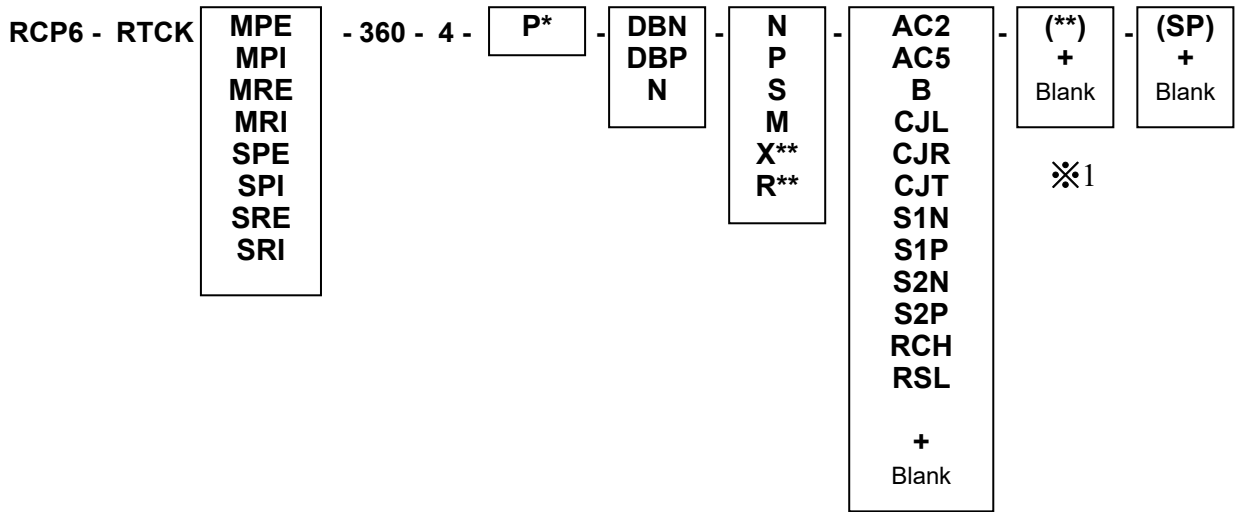 RCP6 - RTCK MPE - 360 - 4 - P* - DBN - N - AC2 - (**) - (SP)
MPI DBP P AC5 + +
MRE N S B Blank Blank
MRI M CJL
SPE X** CJR ※1
SPI R** CJT
SRE S1N
SRI S1P
S2N
S2P
RCH
RSL
+
Blank